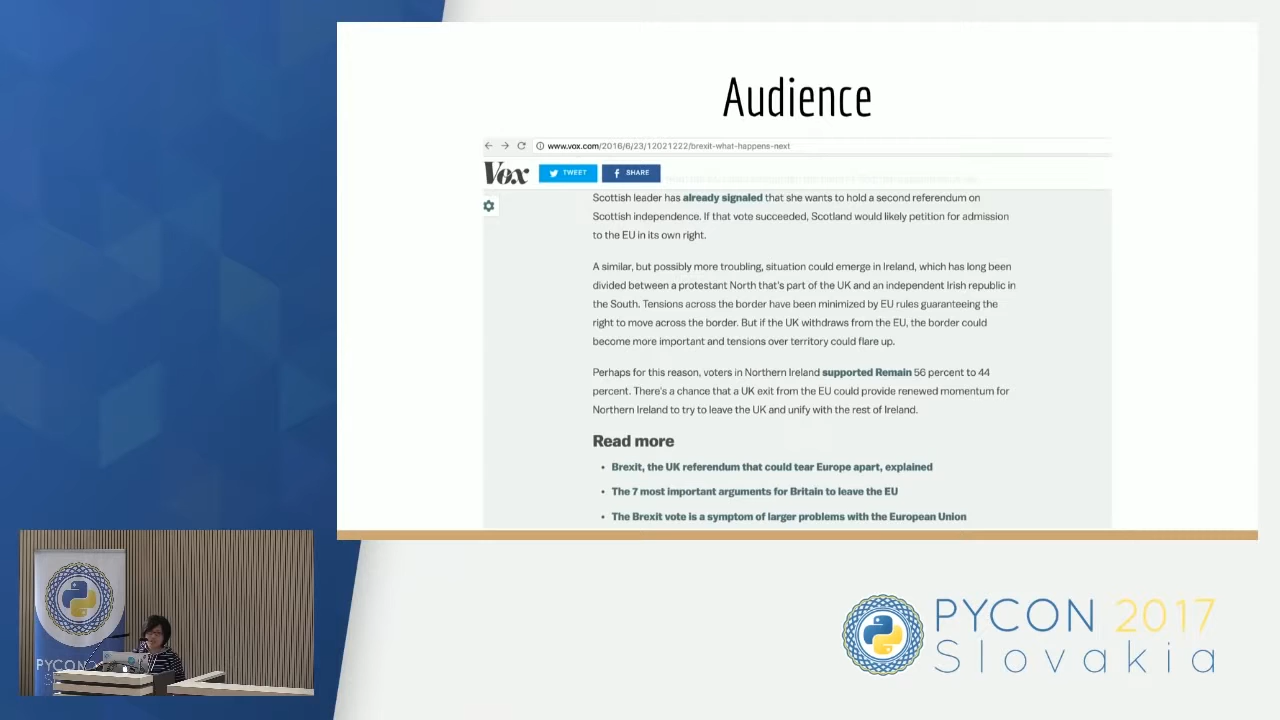 Audience
www.vox.com/2016/6/23/12021222/brexit-what-happens-next
Vox
TWEET
SHARE
Scottish leader has already signaled that she wants to hold a second referendum on
Scottish independence. If that vote succeeded, Scotland would likely petition for admission
to the EU in its own right.
A similar, but possibly more troubling, situation could emerge in Ireland, which has long been
divided between a protestant North that's part of the UK and an independent Irish republic in
the South. Tensions across the border have been minimized by EU rules guaranteeing the
right to move across the border. But if the UK withdraws from the EU, the border could
become more important and tensions over territory could flare up.
Perhaps for this reason, voters in Northern Ireland supported Remain 56 percent to 44
percent. There's a chance that a UK exit from the EU could provide renewed momentum for
Northern Ireland to try to leave the UK and unify with the rest of Ireland.
Read more
• Brexit, the UK referendum that could tear Europe apart, explained
• The 7 most important arguments for Britain to leave the EU
• The Brexit vote is a symptom of larger problems with the European Union
PYCON
PYCON 2017
Slovakia